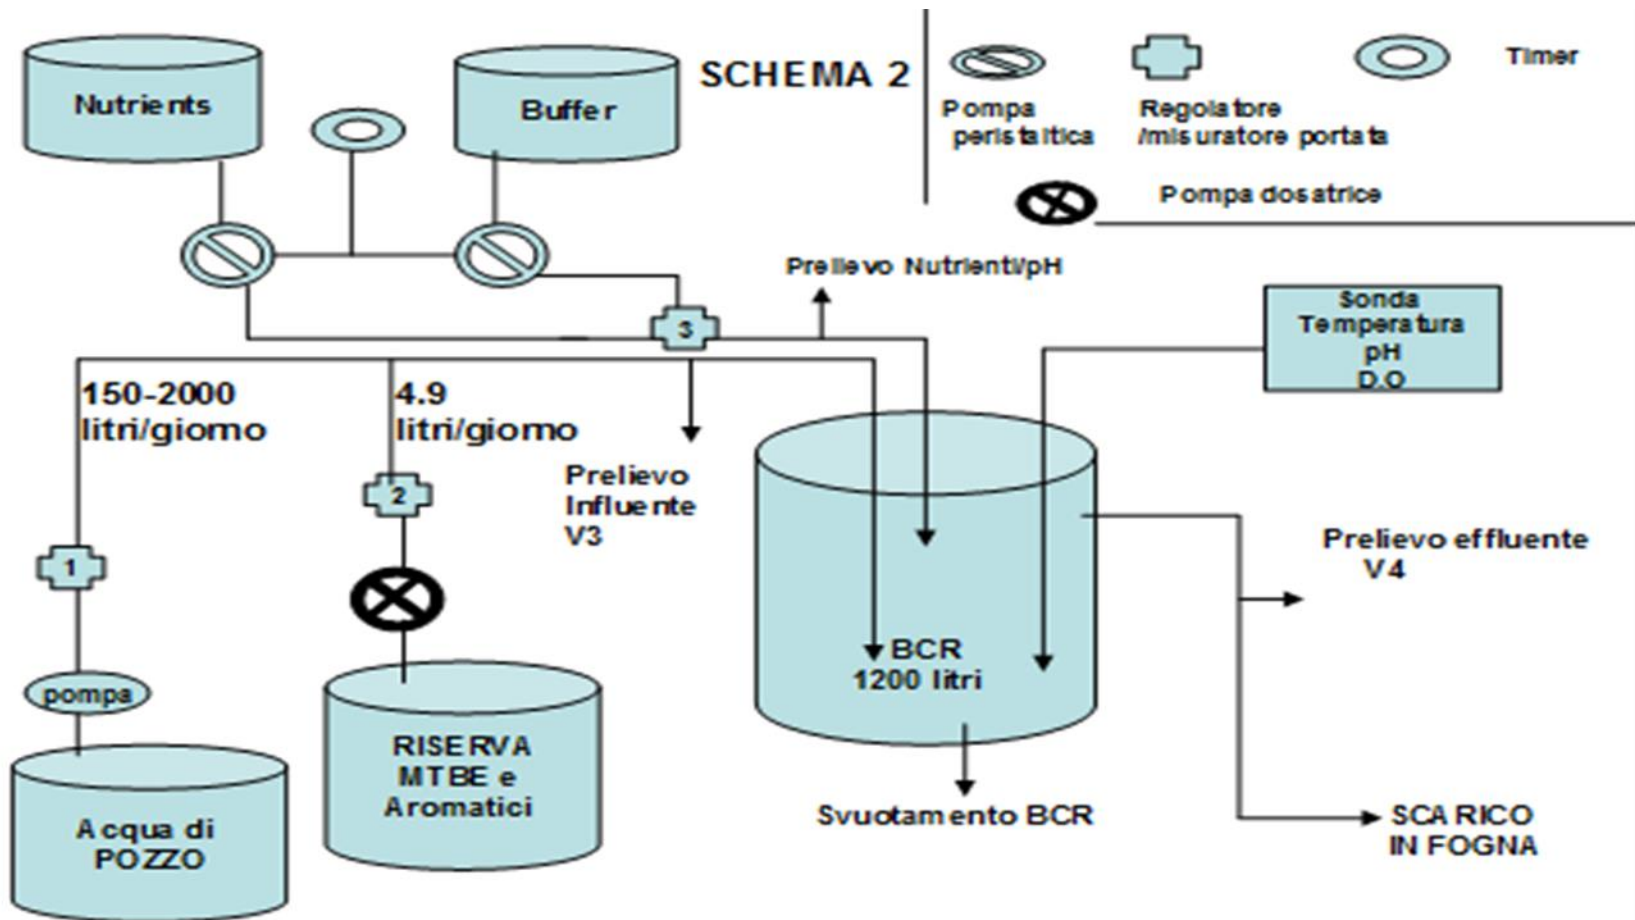 Nutrients
Buffer
SCHEMA 2
Timer
Pompa
peristaltica
Regolatore
/misuratore portata
Pompa dosatrice
Prelievo Nutrienti/pH
Sonda
Temperatura
pH
D.O
3
150-2000
litri/giorno
4.9
litri/giorno
Prelievo
Influente
V3
2
1
Prelievo effluente
V4
BCR
1200 litri
pompa
RISERVA
MTBE e
Aromatici
Acqua di
POZZO
Svuotamento BCR
SCARICO
IN FOGNA